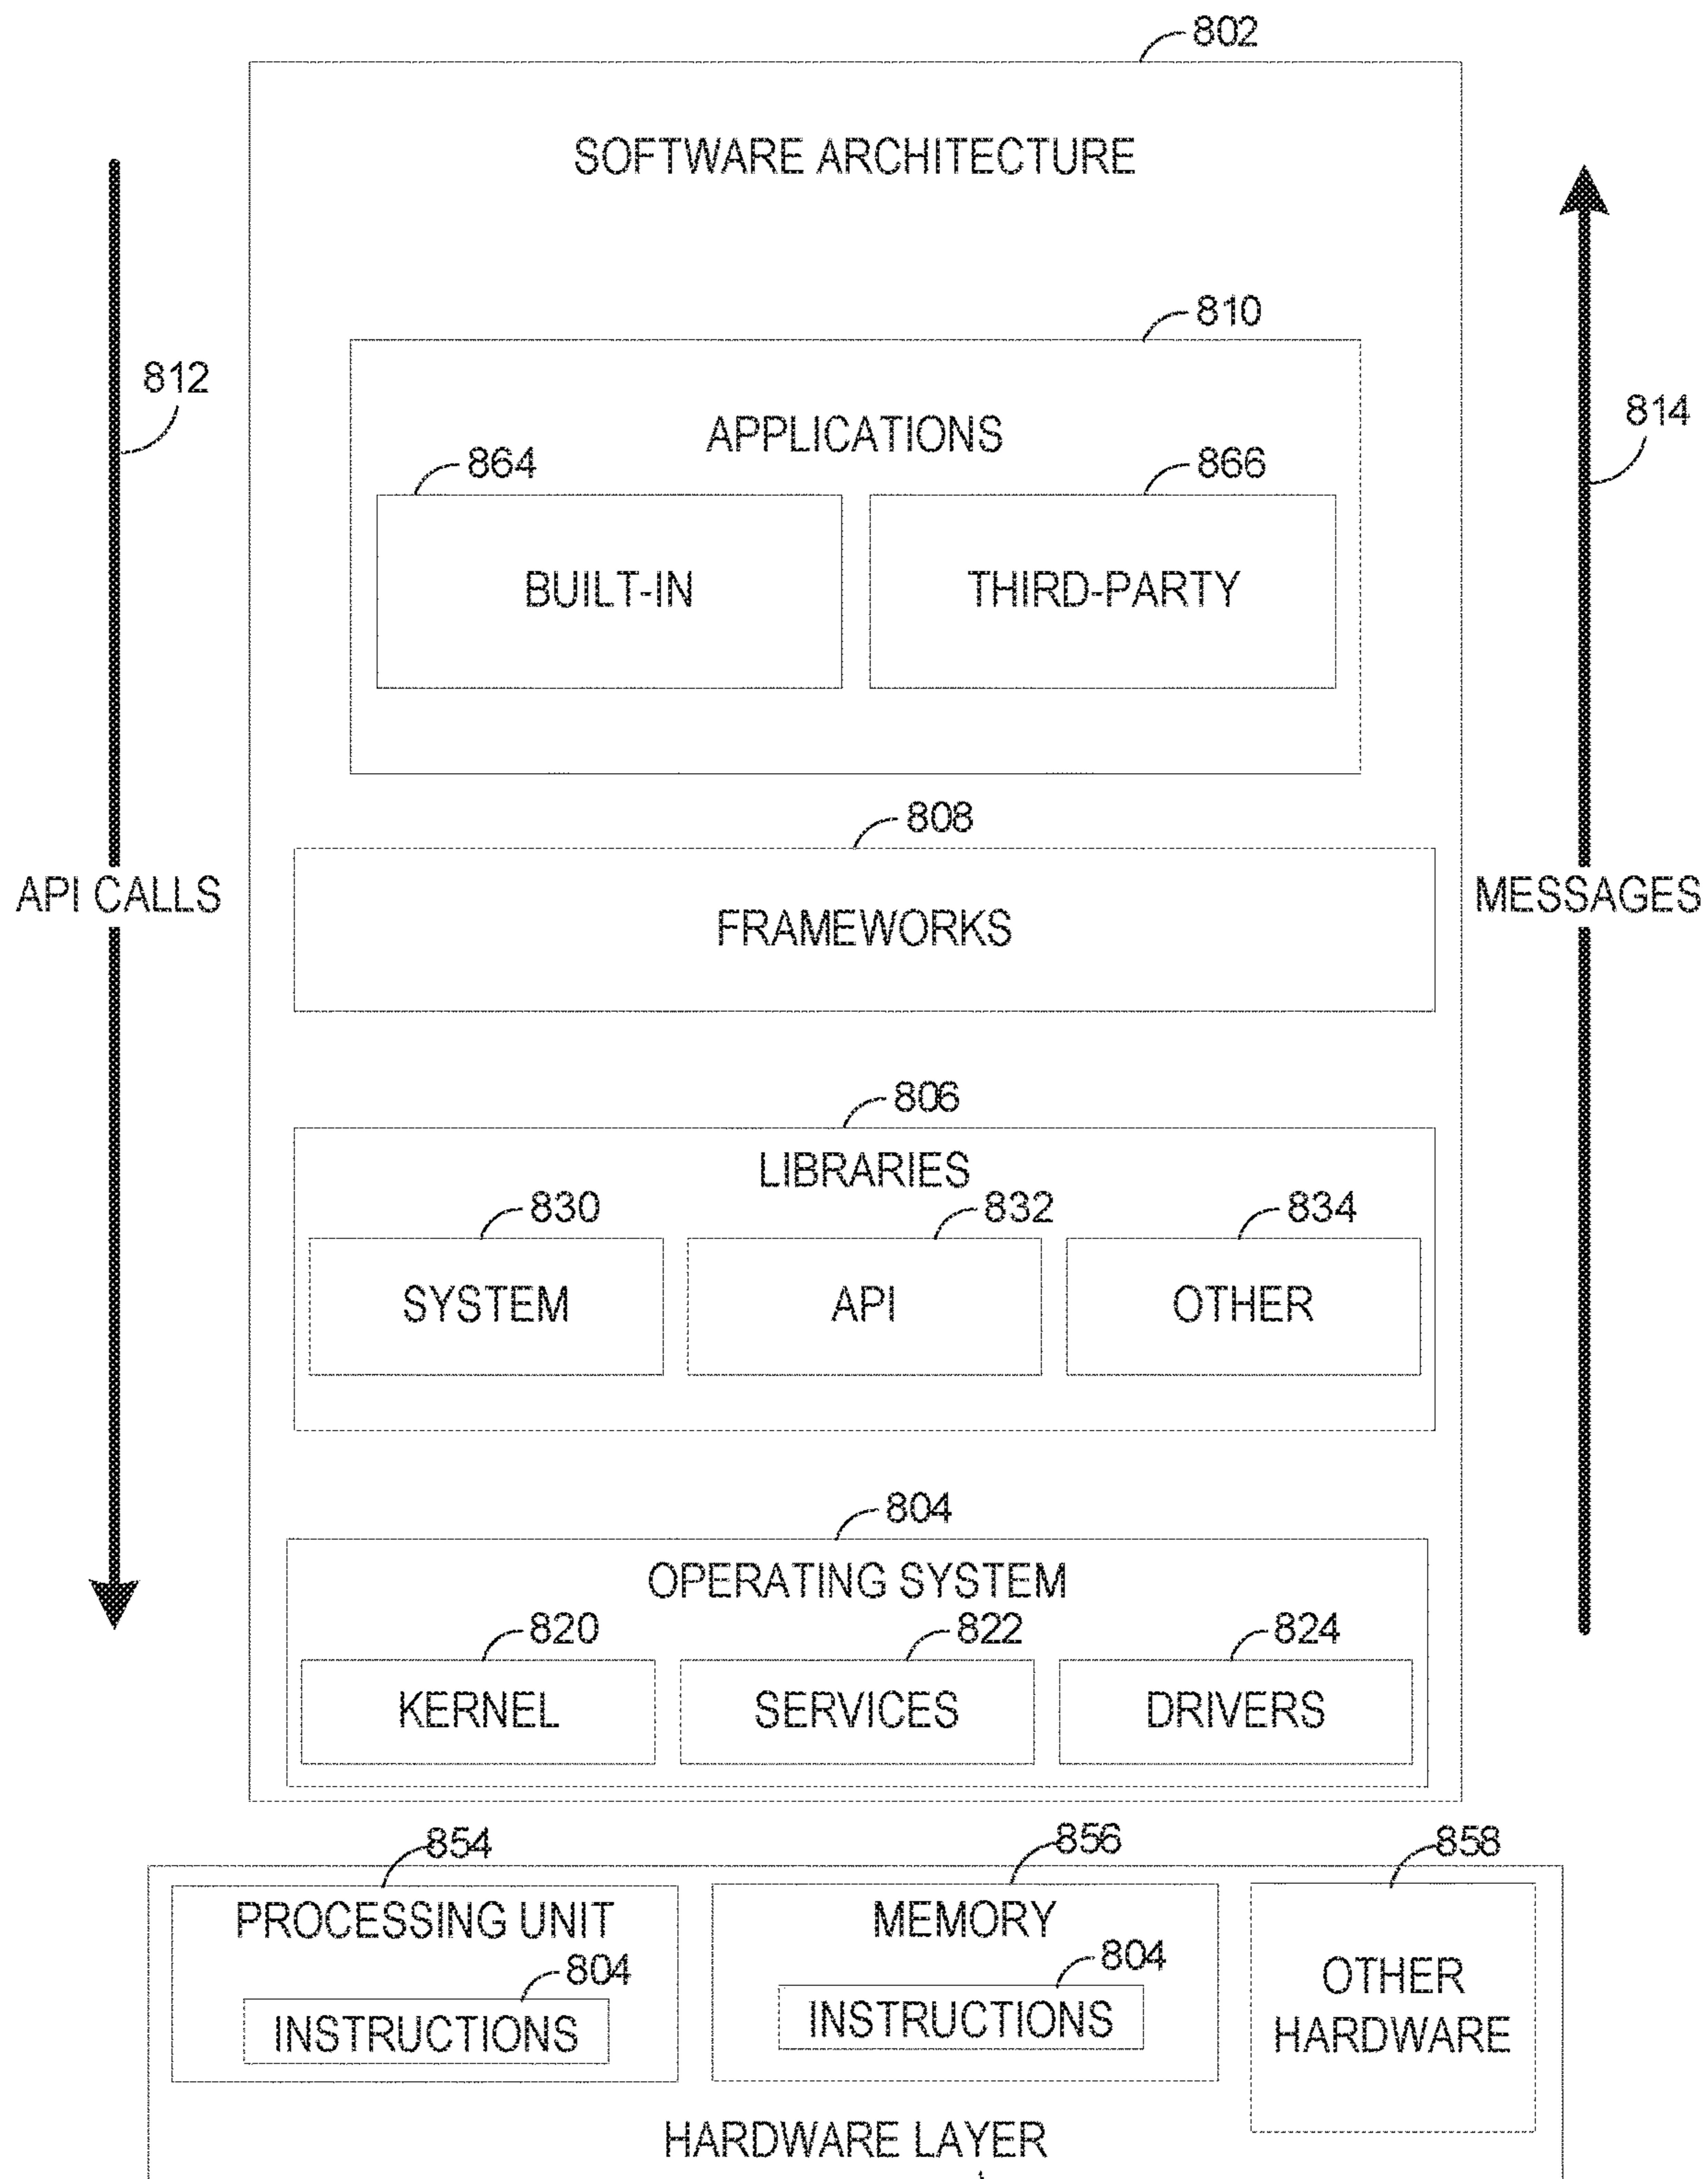 802
SOFTWARE ARCHITECTURE
810
812
814
APPLICATIONS
864
866
BUILT-IN
THIRD-PARTY
808
API CALLS
MESSAGES
FRAMEWORKS
806
LIBRARIES
830
832
834
SYSTEM
API
OTHER
804
OPERATING SYSTEM
820
822
824
KERNEL
SERVICES
DRIVERS
854
856
858
PROCESSING UNIT
MEMORY
804
804
OTHER
HARDWARE
INSTRUCTIONS
INSTRUCTIONS
HARDWARE LAYER